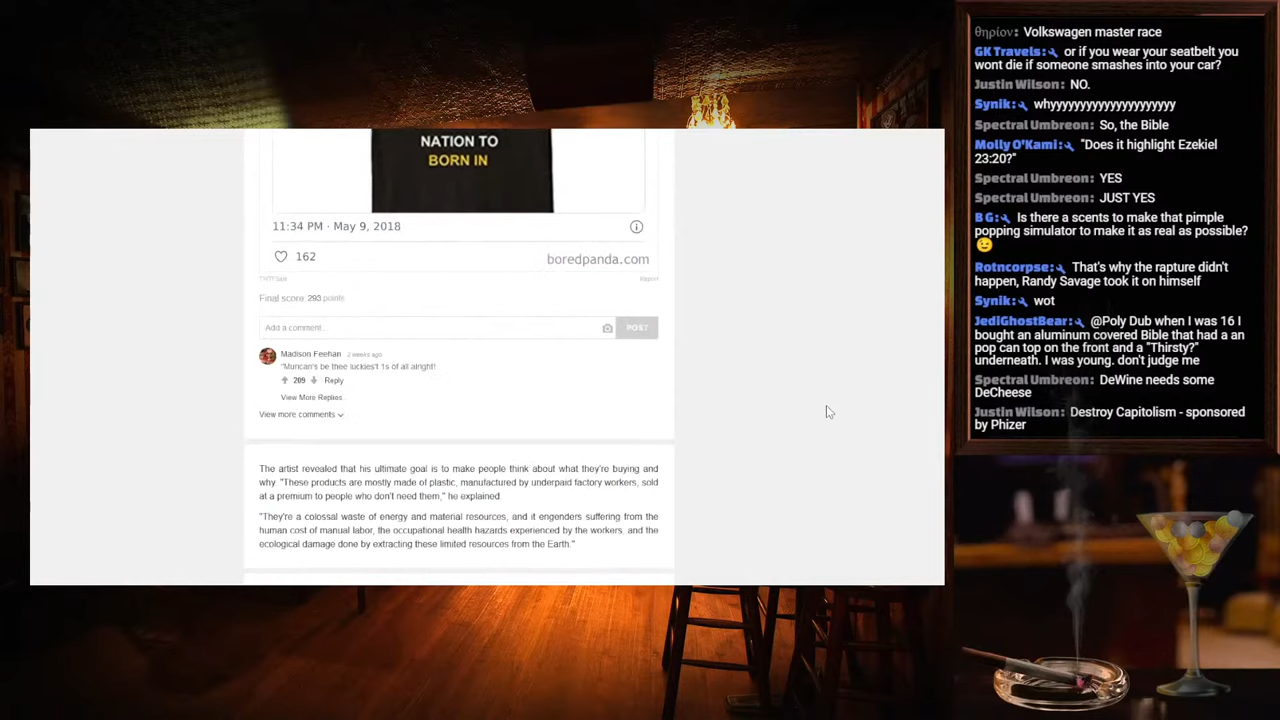 NATION TO
BORN IN
11:34 PM · May 9, 2018
162
boredpanda.com
Report
Final score: 293 points
Add a comment...
POST
Madison Feehan 2 weeks ago
"Murican's be thee luckies't 1s of all alright!
209 Reply
View More Replies.
View more comments
The artist revealed that his ultimate goal is to make people think about what they're buying and
why "These products are mostly made of plastic, manufactured by underpaid factory workers, sold
at a premium to people who don't need them," he explained.
"They're a colossal waste of energy and material resources, and it engenders suffering from the
human cost of manual labor, the occupational health hazards experienced by the workers, and the
ecological damage done by extracting these limited resources from the Earth."
θηρίον: Volkswagen master race
GK Travels: or if you wear your seatbelt you
wont die if someone smashes into your car?
Justin Wilson: NO.
Synik: whyyyyyyyyyyyyyyyyyyy
Spectral Umbreon: So, the Bible
Molly O'Kami: "Does it highlight Ezekiel
23:20?"
Spectral Umbreon: YES
Spectral Umbreon: JUST YES
B G: Is there a scents to make that pimple
popping simulator to make it as real as possible?
😉
Rotncorpse: That's why the rapture didn't
happen, Randy Savage took it on himself
Synik: wot
JediGhostBear: @Poly Dub when I was 16 I
bought an aluminum covered Bible that had a an
pop can top on the front and a "Thirsty?"
underneath. I was young. don't judge me
Spectral Umbreon: DeWine needs some
DeCheese
Justin Wilson: Destroy Capitolism - sponsored
by Phizer